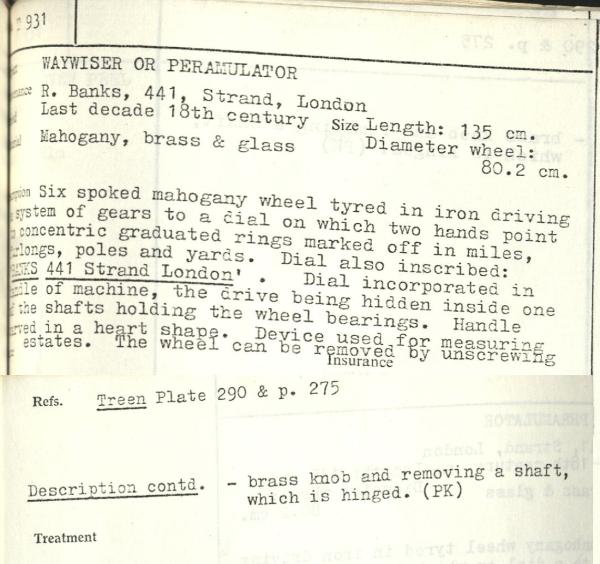 931
WAYWISER OR PERAMULATOR
R. Banks, 441, Strand, London
Last decade 18th century Size Length: 135 cm.
Mahogany, brass & glass Diameter wheel:
80.2 cm.
Six spoked mahogany wheel tyred in iron driving
system of gears to a dial on which two hands point
concentric graduated rings marked off in miles,
poles and yards. Dial also inscribed:
441 Strand London'. Dial incorporated in
of machine, the drive being hidden inside one
the shafts holding the wheel bearings. Handle
in a heart shape. Device used for measuring
estates. The wheel can be removed by unscrewing
Insurance
Refs. Treen Plate 290 & p. 275
Description contd. - brass knob and removing a shaft,
which is hinged. (PK)
Treatment